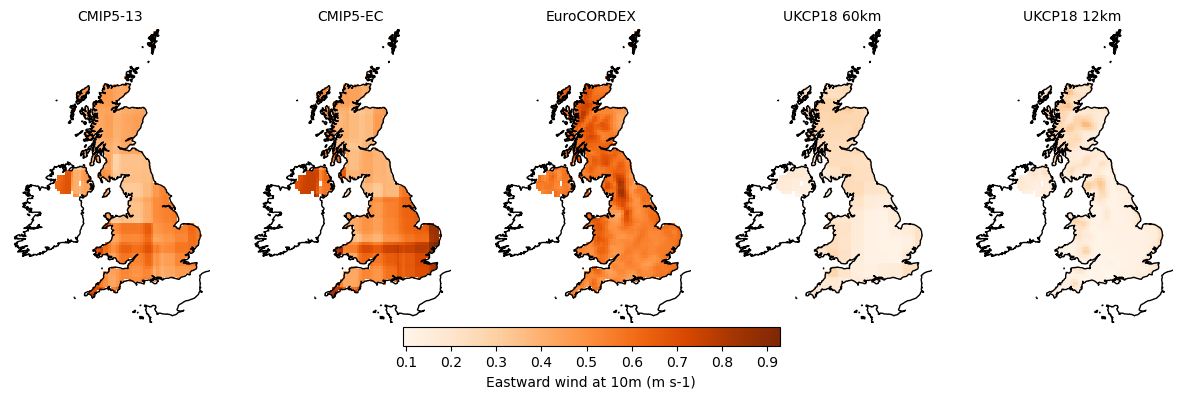 CMIP5-13 CMIP5-EC EuroCORDEX UKCP18 60km UKCP18 12km
0.1 0.2 0.3 0.4 0.5 0.6 0.7 0.8 0.9
Eastward wind at 10m (m s-1)